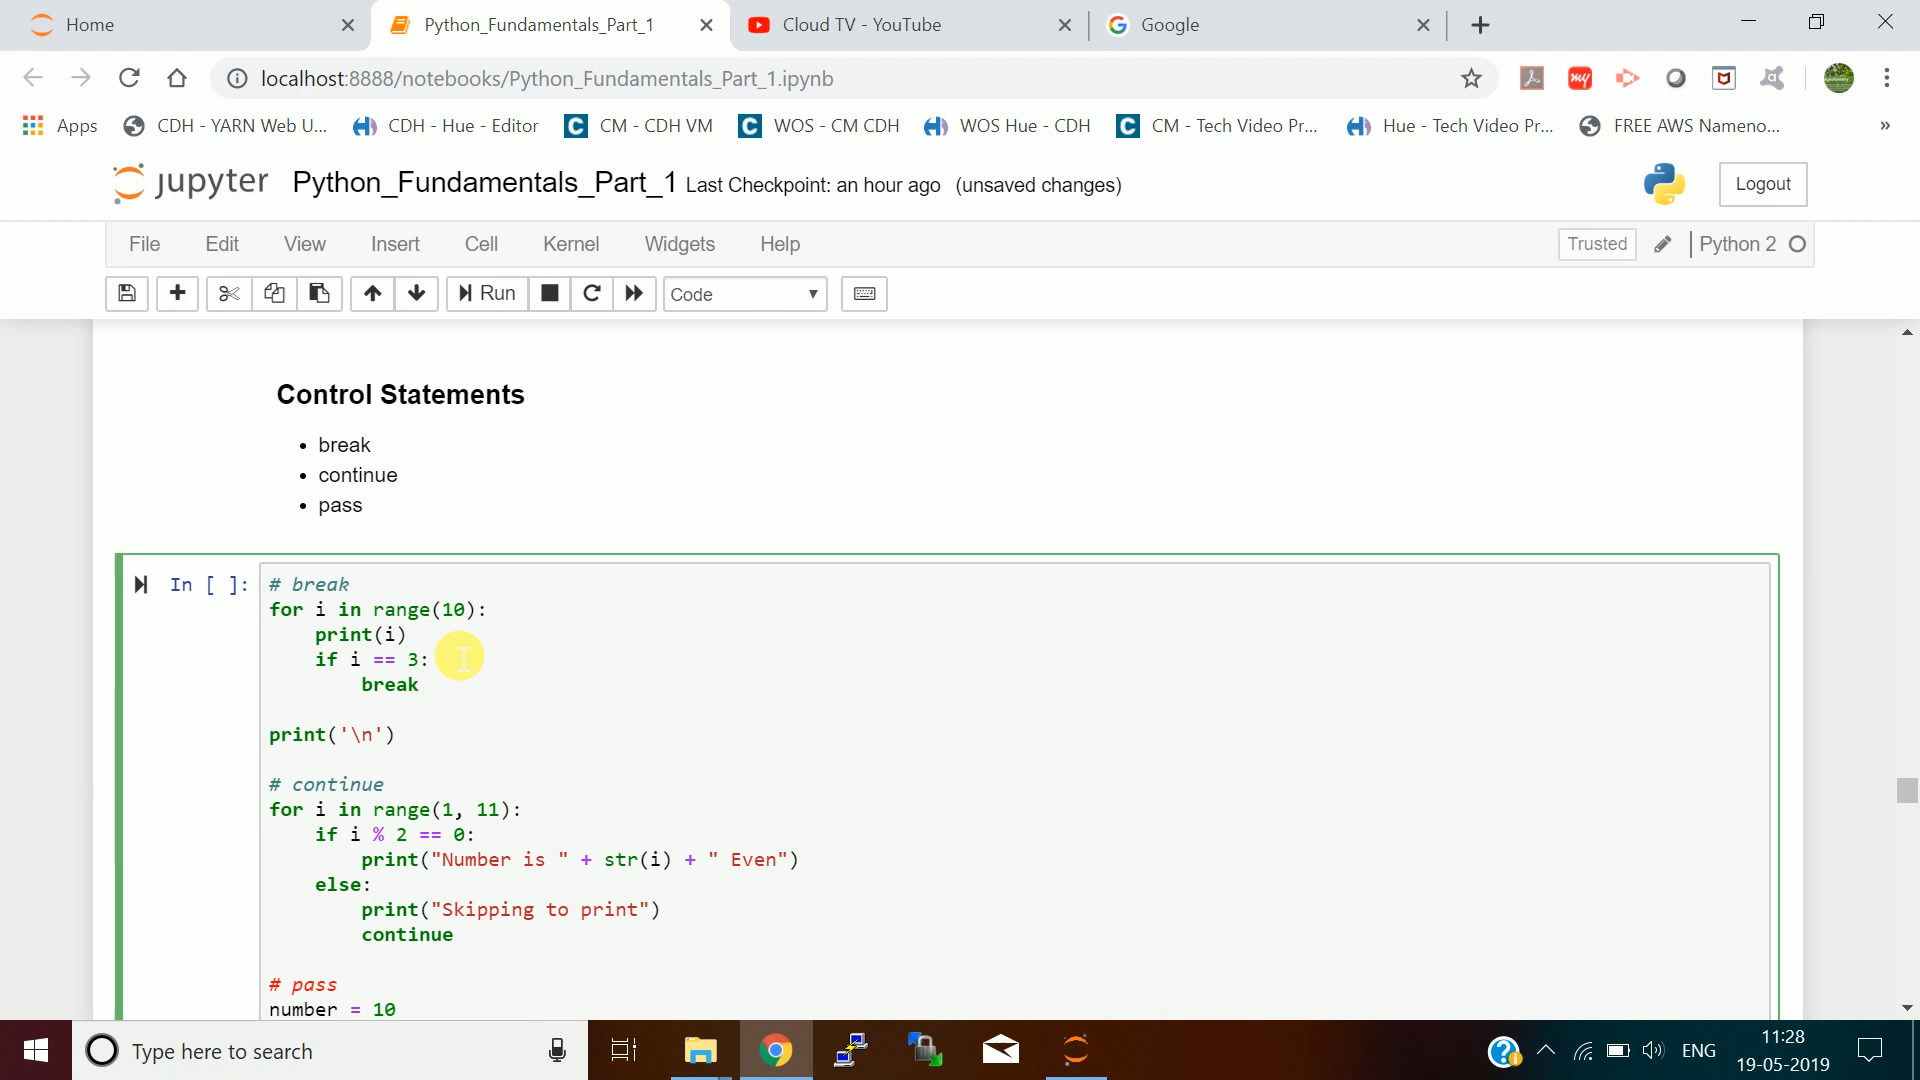 Home
Python_Fundamentals_Part_1
Cloud TV - YouTube
Google
localhost:8888/notebooks/Python_Fundamentals_Part_1.ipynb
Apps
CDH - YARN Web U...
CDH - Hue - Editor
CM - CDH VM
WOS - CM CDH
WOS Hue - CDH
CM - Tech Video Pr...
Hue - Tech Video Pr...
FREE AWS Nameno...
»
jupyter Python_Fundamentals_Part_1 Last Checkpoint: an hour ago (unsaved changes)
Logout
File Edit View Insert Cell Kernel Widgets Help
Trusted
Python 2
Run
Code
Control Statements
• break
• continue
• pass
In [ ]:
# break
for i in range(10):
    print(i)
    if i == 3:
        break
print('\n')
# continue
for i in range(1, 11):
    if i % 2 == 0:
        print("Number is " + str(i) + " Even")
    else:
        print("Skipping to print")
        continue
# pass
number = 10
Type here to search
ENG
11:28
19-05-2019